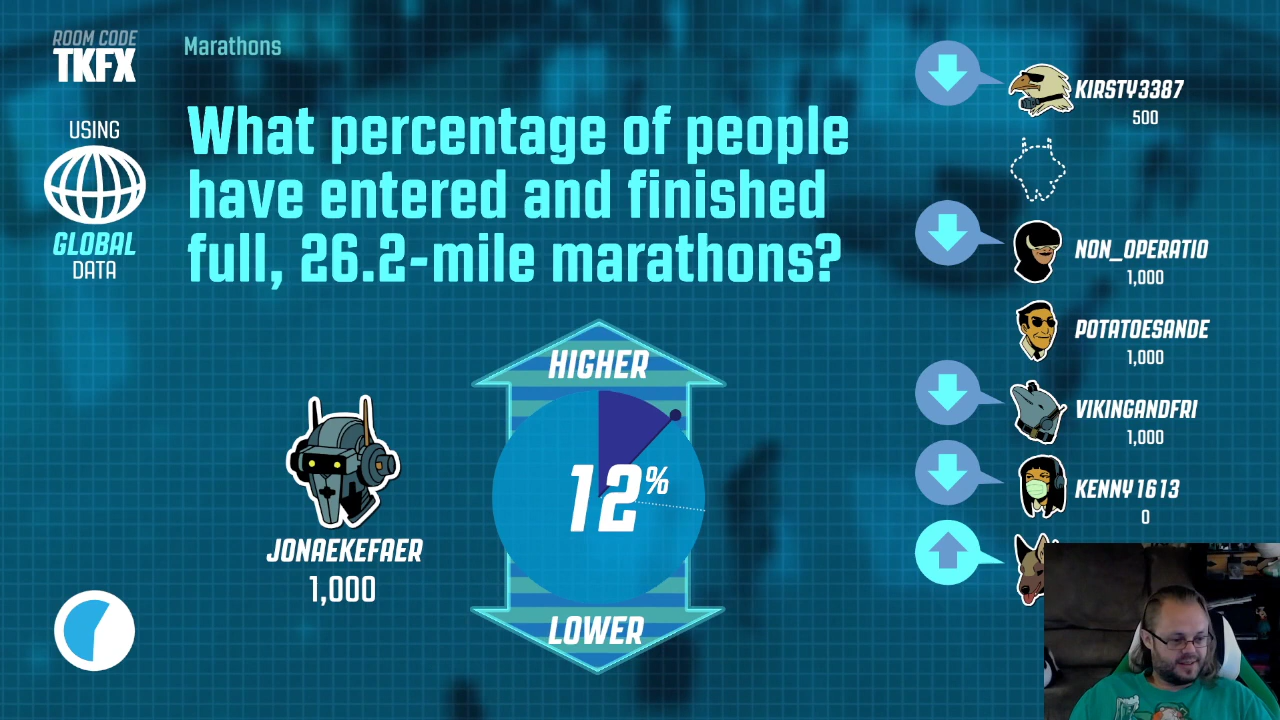 ROOM CODE
TKFX
USING
GLOBAL
DATA
Marathons
What percentage of people
have entered and finished
full, 26.2-mile marathons?
HIGHER
12%
LOWER
JONAEKEFAER
1,000
KIRSTY3387
500
NON_OPERATIO
1,000
POTATOESANDE
1,000
VIKINGANDFRI
1,000
KENNY1613
0